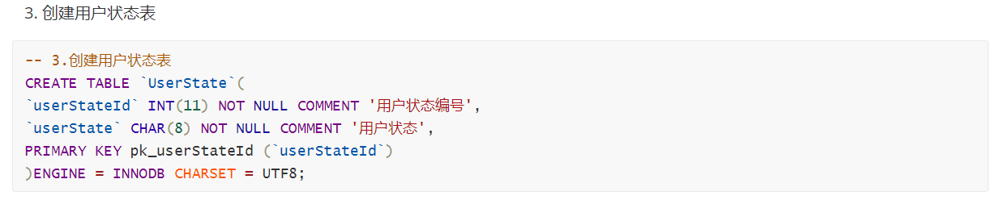 3. 创建用户状态表
-- 3.创建用户状态表
CREATE TABLE `UserState`(
`userStateId` INT(11) NOT NULL COMMENT '用户状态编号',
`userState` CHAR(8) NOT NULL COMMENT '用户状态',
PRIMARY KEY pk_userStateId (`userStateId`)
)ENGINE = INNODB CHARSET = UTF8;